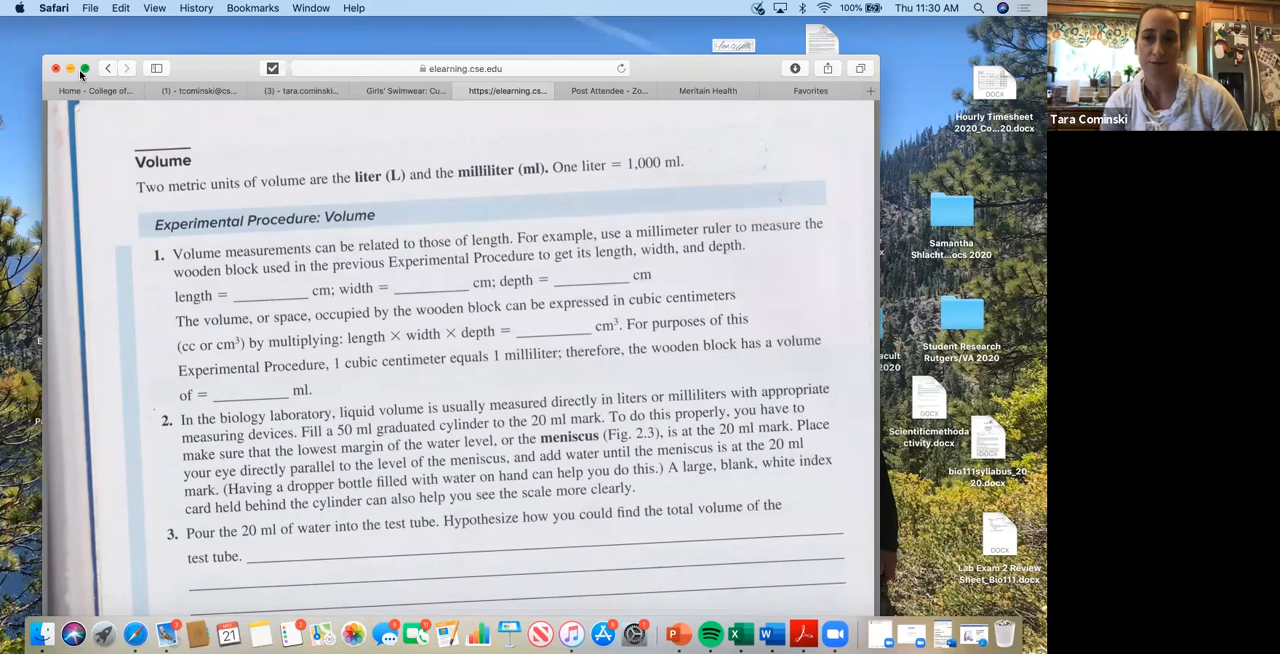 Safari File Edit View History Bookmarks Window Help
100% Thu 11:30 AM
elearning.cse.edu
Home - College of...
(1) - tcominski@cs...
(3) - tara.cominski...
Girls' Swimwear: Cu...
https://elearning.cs...
Post Attendee - Zo...
Meritain Health
Favorites
Volume
Two metric units of volume are the liter (L) and the milliliter (ml). One liter = 1,000 ml.
Experimental Procedure: Volume
1. Volume measurements can be related to those of length. For example, use a millimeter ruler to measure the
wooden block used in the previous Experimental Procedure to get its length, width, and depth.
length = __________ cm; width = __________ cm; depth = __________ cm
The volume, or space, occupied by the wooden block can be expressed in cubic centimeters
(cc or cm³) by multiplying: length × width × depth = __________ cm³. For purposes of this
Experimental Procedure, 1 cubic centimeter equals 1 milliliter; therefore, the wooden block has a volume
of = __________ ml.
2. In the biology laboratory, liquid volume is usually measured directly in liters or milliliters with appropriate
measuring devices. Fill a 50 ml graduated cylinder to the 20 ml mark. To do this properly, you have to
make sure that the lowest margin of the water level, or the meniscus (Fig. 2.3), is at the 20 ml mark. Place
your eye directly parallel to the level of the meniscus, and add water until the meniscus is at the 20 ml
mark. (Having a dropper bottle filled with water on hand can help you do this.) A large, blank, white index
card held behind the cylinder can also help you see the scale more clearly.
3. Pour the 20 ml of water into the test tube. Hypothesize how you could find the total volume of the
test tube.
DOCX
Hourly Timesheet
2020_Co...20.docx
Samantha
Shlacht...ocs 2020
Student Research
Rutgers/VA 2020
Scientificmethoda
ctivity.docx
DOCX
bio111syllabus_20
20.docx
DOCX
Lab Exam 2 Review
Sheet_Bio111.docx
Tara Cominski